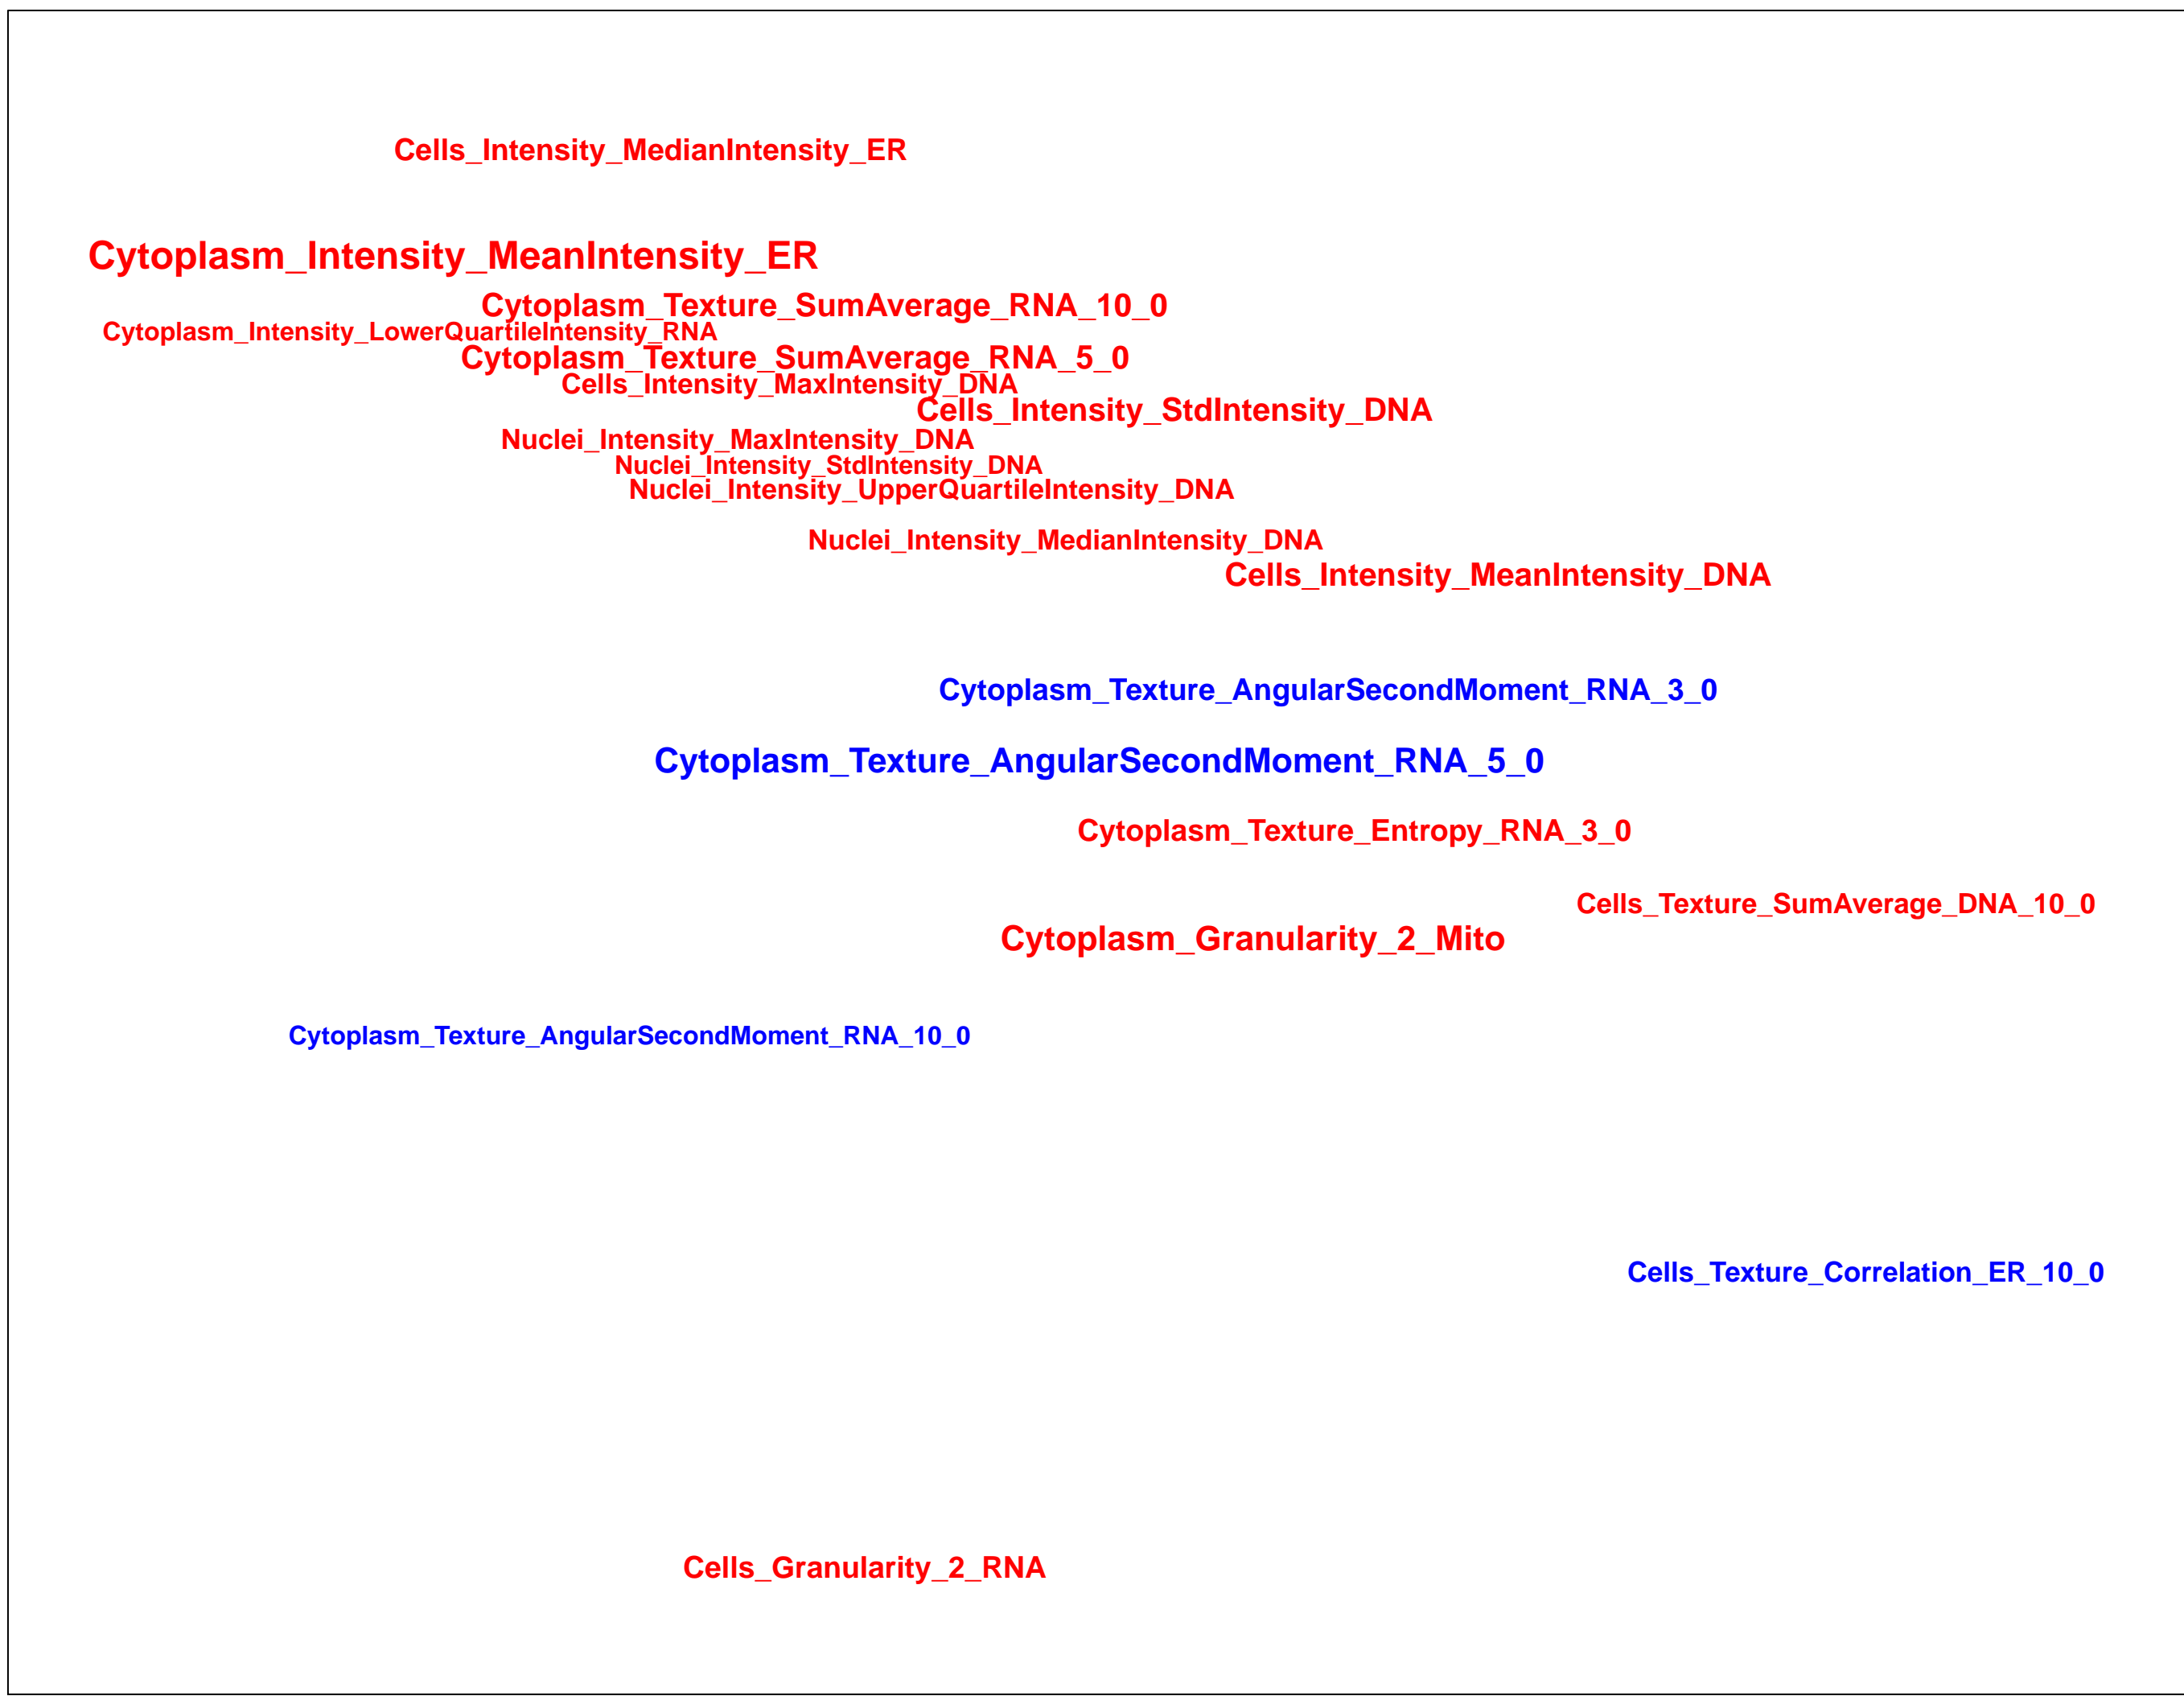 Cells_Intensity_MedianIntensity_ER
Cytoplasm_Intensity_MeanIntensity_ER
Cytoplasm_Texture_SumAverage_RNA_10_0
Cytoplasm_Intensity_LowerQuartileIntensity_RNA
Cytoplasm_Texture_SumAverage_RNA_5_0
Cells_Intensity_MaxIntensity_DNA
Cells_Intensity_StdIntensity_DNA
Nuclei_Intensity_MaxIntensity_DNA
Nuclei_Intensity_StdIntensity_DNA
Nuclei_Intensity_UpperQuartileIntensity_DNA
Nuclei_Intensity_MedianIntensity_DNA
Cells_Intensity_MeanIntensity_DNA
Cytoplasm_Texture_AngularSecondMoment_RNA_3_0
Cytoplasm_Texture_AngularSecondMoment_RNA_5_0
Cytoplasm_Texture_Entropy_RNA_3_0
Cells_Texture_SumAverage_DNA_10_0
Cytoplasm_Granularity_2_Mito
Cytoplasm_Texture_AngularSecondMoment_RNA_10_0
Cells_Texture_Correlation_ER_10_0
Cells_Granularity_2_RNA